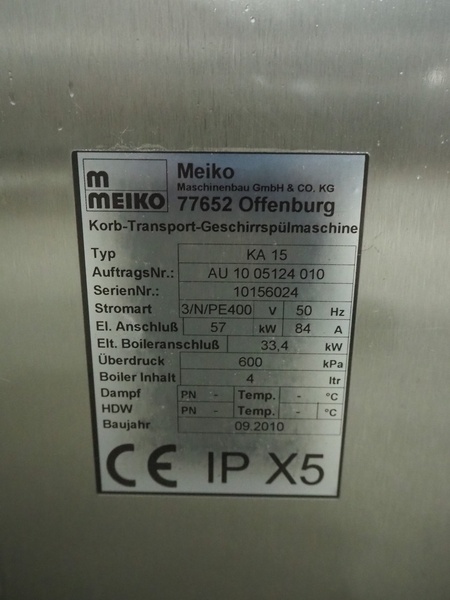 m
MEIKO
Meiko
Maschinenbau GmbH & CO. KG
77652 Offenburg
Korb-Transport-Geschirrspülmaschine
Typ KA 15
AuftragsNr.: AU 10 05124 010
SerienNr.: 10156024
Stromart 3/N/PE400 V 50 Hz
El. Anschluß 57 kW 84 A
Elt. Boileranschluß 33,4 kW
Überdruck 600 kPa
Boiler Inhalt 4 ltr
Dampf PN - Temp. - °C
HDW PN - Temp. - °C
Baujahr 09.2010
CE IP X5